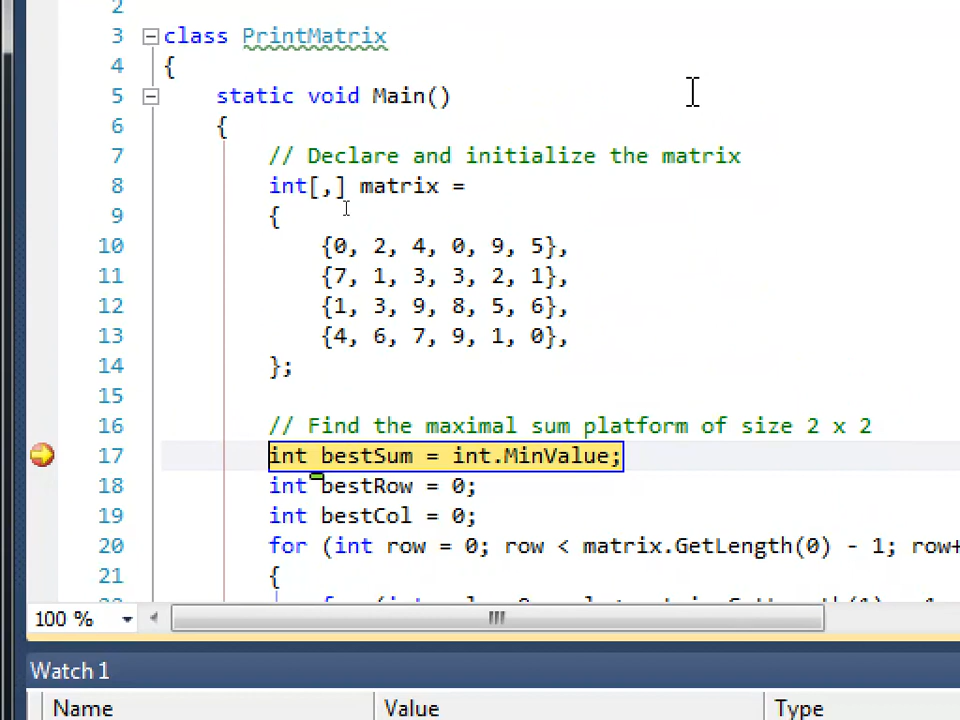 2
3 class PrintMatrix
4 {
5 static void Main()
6 {
7 // Declare and initialize the matrix
8 int[,] matrix =
9 {
10 {0, 2, 4, 0, 9, 5},
11 {7, 1, 3, 3, 2, 1},
12 {1, 3, 9, 8, 5, 6},
13 {4, 6, 7, 9, 1, 0},
14 };
15
16 // Find the maximal sum platform of size 2 x 2
17 int bestSum = int.MinValue;
18 int bestRow = 0;
19 int bestCol = 0;
20 for (int row = 0; row < matrix.GetLength(0) - 1; row+
21 {
100 %
Watch 1
Name Value Type